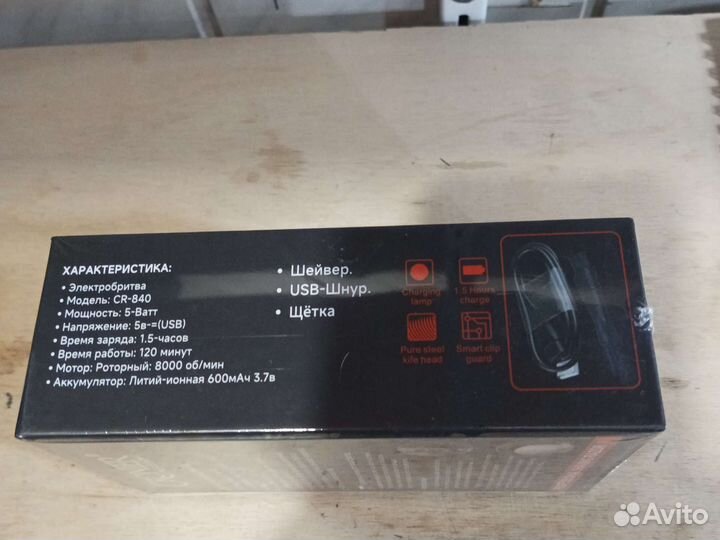 ХАРАКТЕРИСТИКА:
• Электробритва
• Модель: CR-840
• Мощность: 5-Ватт
• Напряжение: 5в-=(USB)
• Время заряда: 1.5-часов
• Время работы: 120 минут
• Мотор: Роторный: 8000 об/мин
• Аккумулятор: Литий-ионная 600мАч 3.7в
• Шейвер.
• USB-Шнур.
• Щётка
Charging
lamp
1.5 Hours
charge
Pure steel
kife head
Smart clip
guard
Avito